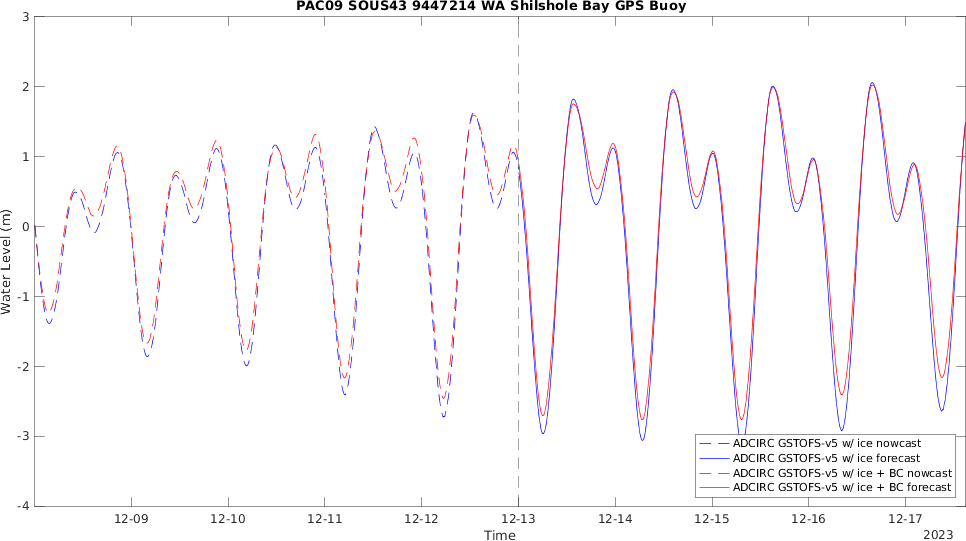 PAC09 SOUS43 9447214 WA Shilshole Bay GPS Buoy
3
2
1
0
-1
-2
-3
-4
Water Level (m)
12-09
12-10
12-11
12-12
12-13
12-14
12-15
12-16
12-17
Time
2023
ADCIRC GSTOFS-v5 w/ ice nowcast
ADCIRC GSTOFS-v5 w/ ice forecast
ADCIRC GSTOFS-v5 w/ ice + BC nowcast
ADCIRC GSTOFS-v5 w/ ice + BC forecast